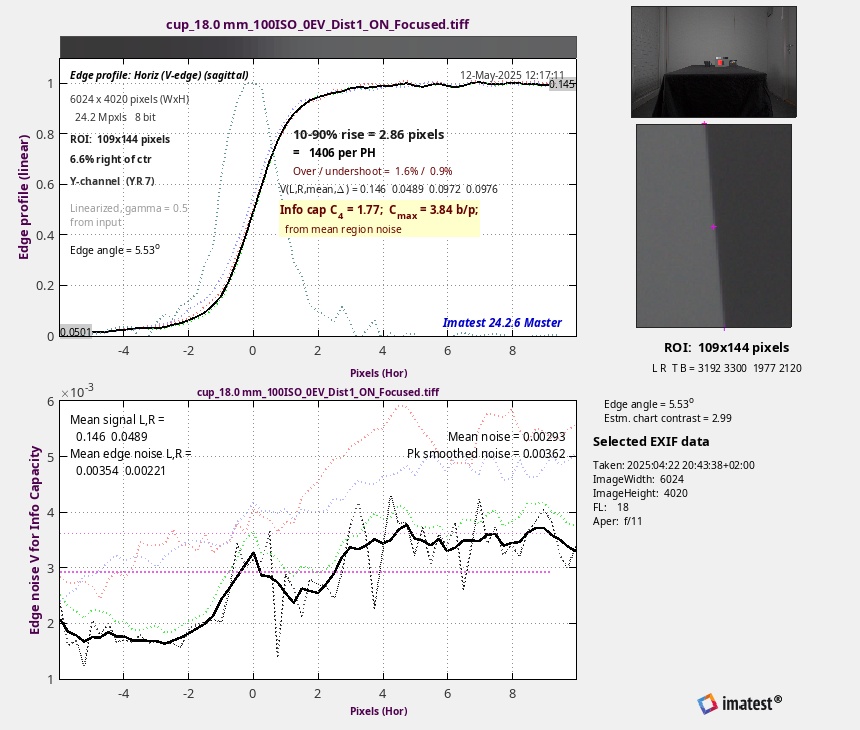 cup_18.0 mm_100ISO_0EV_Dist1_ON_Focused.tiff
Edge profile: Horiz (V-edge) (sagittal)
12-May-2025 12:17:11
0.145
6024 x 4020 pixels (WxH)
24.2 Mpxls 8 bit
ROI: 109x144 pixels
6.6% right of ctr
Y-channel (YR 7)
Linearized, gamma = 0.5
from input
Edge angle = 5.53º
10-90% rise = 2.86 pixels
= 1406 per PH
Over / undershoot = 1.6% / 0.9%
V(L,R,mean,Δ) = 0.146 0.0489 0.0972 0.0976
Info cap C4 = 1.77; Cmax = 3.84 b/p;
from mean region noise
Imatest 24.2.6 Master
0.0501
Edge profile (linear)
1
0.8
0.6
0.4
0.2
0
-4 -2 0 2 4 6 8
Pixels (Hor)
cup_18.0 mm_100ISO_0EV_Dist1_ON_Focused.tiff
×10-3
Mean signal L,R =
0.146 0.0489
Mean edge noise L,R =
0.00354 0.00221
Mean noise = 0.00293
Pk smoothed noise = 0.00362
Edge noise V for Info Capacity
6
5
4
3
2
1
-4 -2 0 2 4 6 8
Pixels (Hor)
ROI: 109x144 pixels
L R T B = 3192 3300 1977 2120
Edge angle = 5.53º
Estm. chart contrast = 2.99
Selected EXIF data
Taken: 2025:04:22 20:43:38+02:00
ImageWidth: 6024
ImageHeight: 4020
FL: 18
Aper: f/11
imatest®